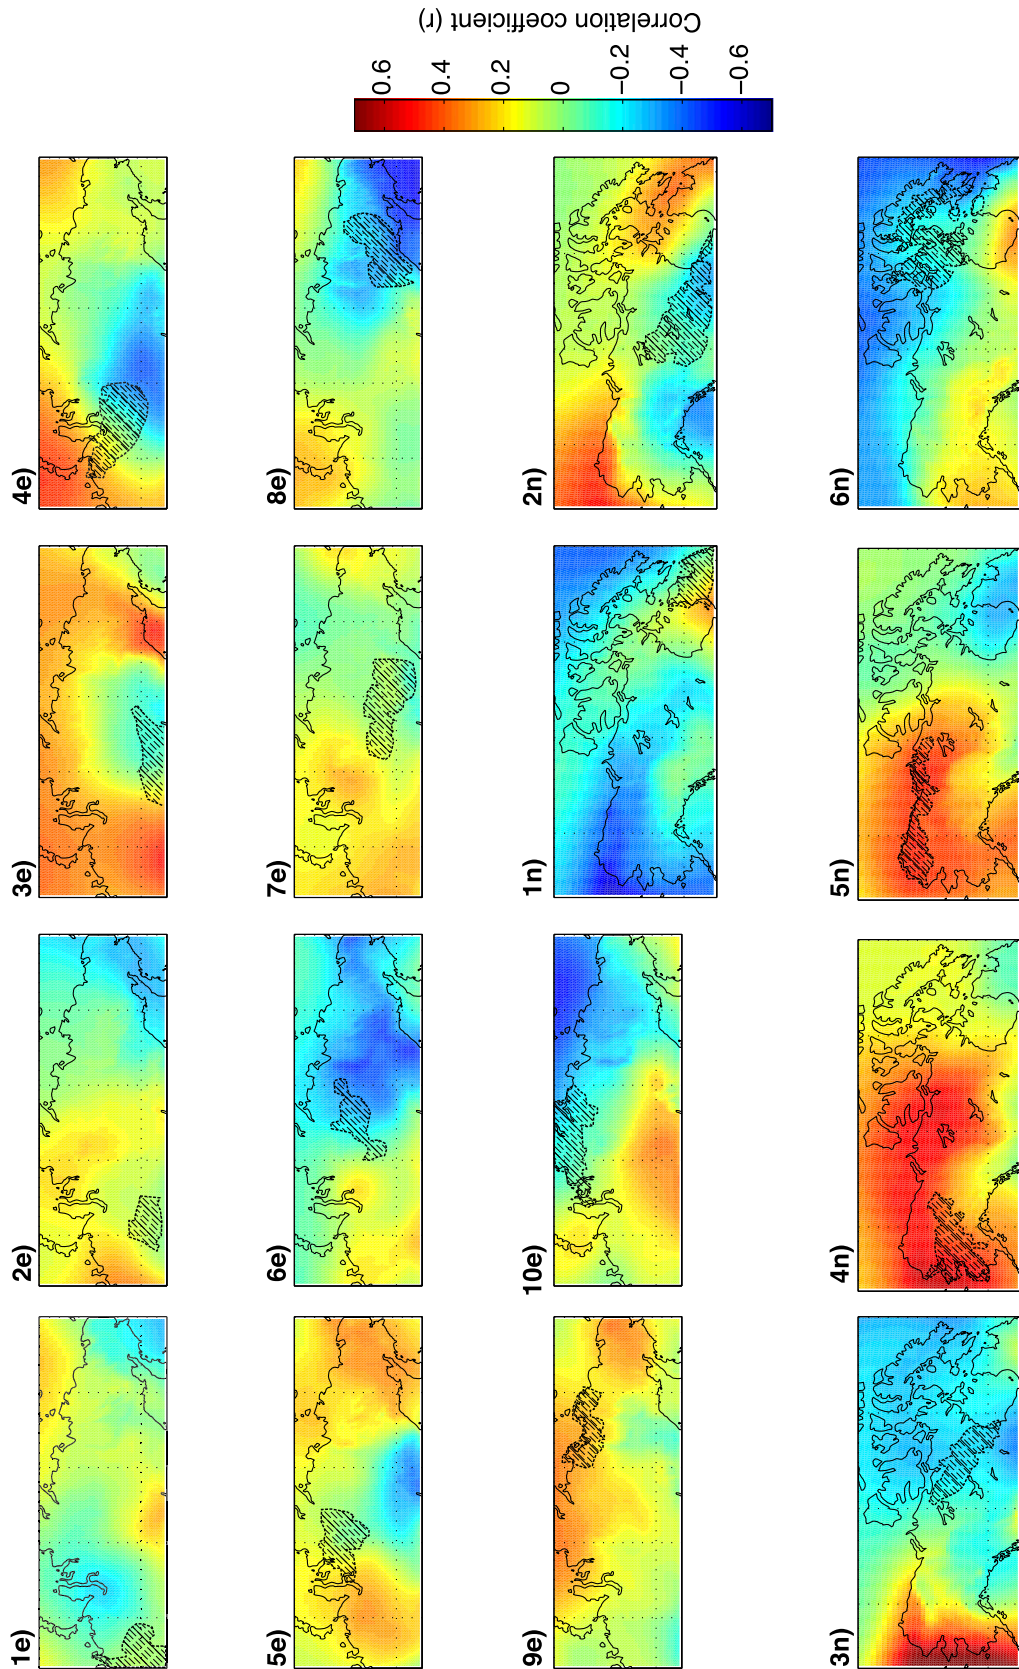 1e)
2e)
3e)
4e)
5e)
6e)
7e)
8e)
9e)
10e)
1n)
2n)
3n)
4n)
5n)
6n)
0.6
0.4
0.2
0
−0.2
−0.4
−0.6
Correlation coefficient (r)